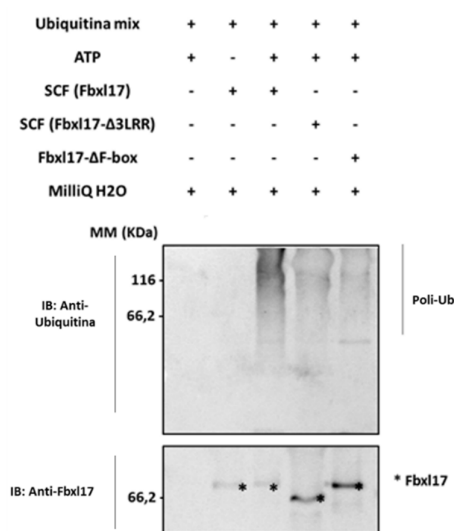 Ubiquitina mix + + + + +
ATP + - + + +
SCF (Fbxl17) - + + - -
SCF (Fbxl17-Δ3LRR) - - - + -
Fbxl17-ΔF-box - - - - +
MilliQ H2O + + + + +
MM (KDa)
IB: Anti-
Ubiquitina
116
66,2
Poli-Ub
IB: Anti-Fbxl17
66,2
* * * *
* Fbxl17